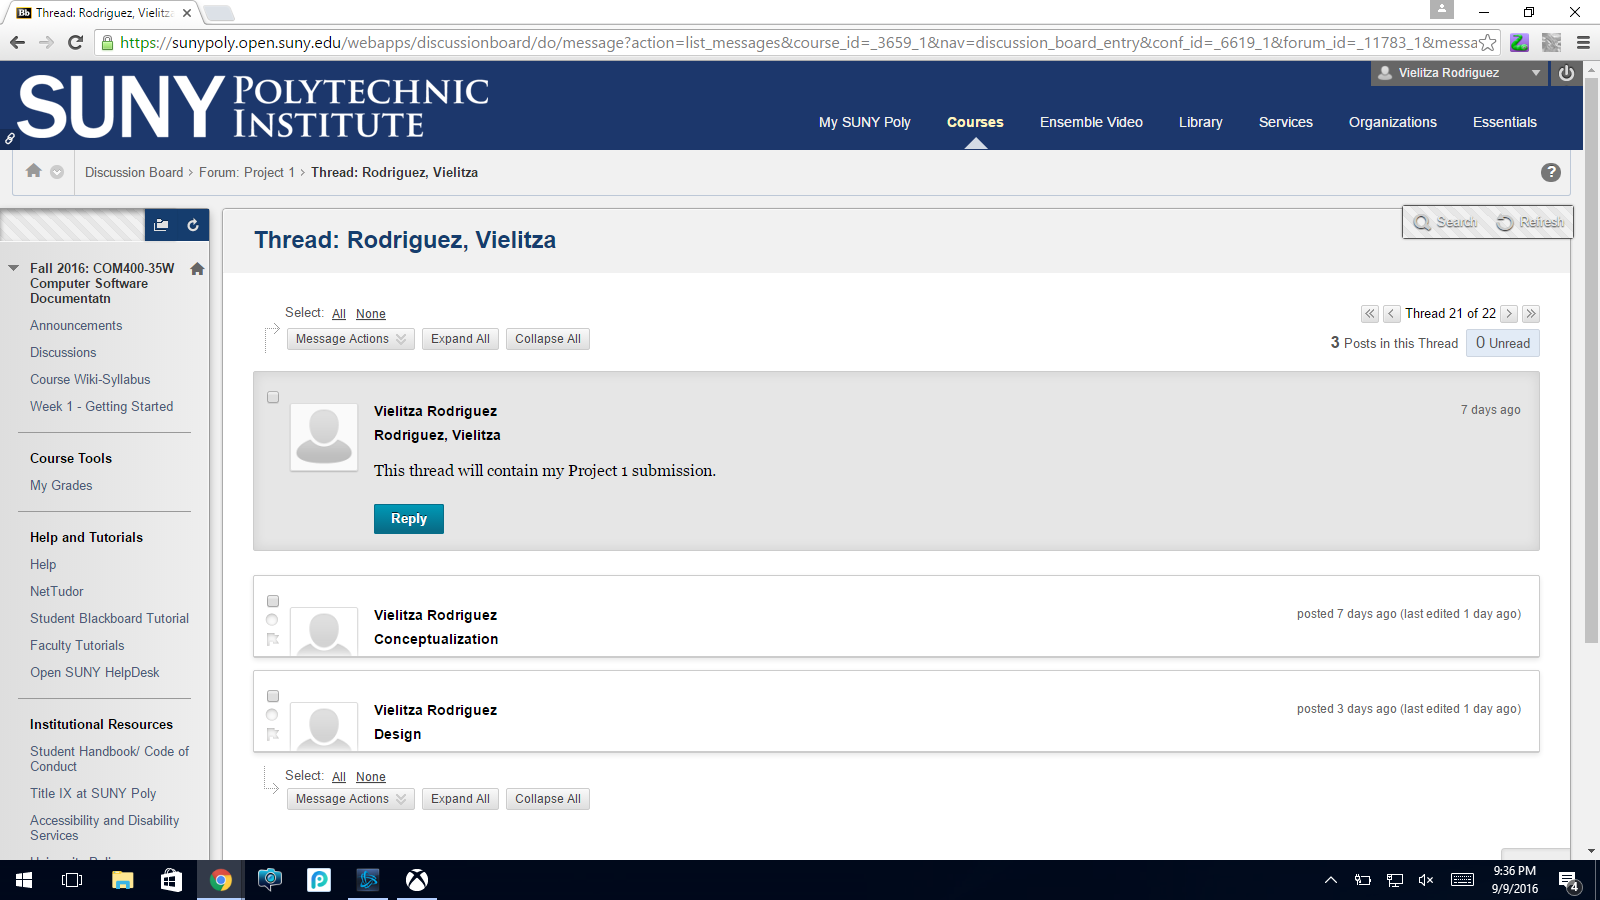 Thread: Rodriguez, Vielitz
https://sunypoly.open.suny.edu/webapps/discussionboard/do/message?action=list_messages&course_id=_3659_1&nav=discussion_board_entry&conf_id=_6619_1&forum_id=_11783_1&messa
Vielitza Rodriguez
SUNY POLYTECHNIC INSTITUTE
My SUNY Poly Courses Ensemble Video Library Services Organizations Essentials
Discussion Board > Forum: Project 1 > Thread: Rodriguez, Vielitza
?
Search Refresh
Fall 2016: COM400-35W
Computer Software
Documentatn
Announcements
Discussions
Course Wiki-Syllabus
Week 1 - Getting Started
Course Tools
My Grades
Help and Tutorials
Help
NetTudor
Student Blackboard Tutorial
Faculty Tutorials
Open SUNY HelpDesk
Institutional Resources
Student Handbook/ Code of
Conduct
Title IX at SUNY Poly
Accessibility and Disability
Services
Thread: Rodriguez, Vielitza
Select: All None
Message Actions Expand All Collapse All
Thread 21 of 22
3 Posts in this Thread 0 Unread
Vielitza Rodriguez
7 days ago
Rodriguez, Vielitza
This thread will contain my Project 1 submission.
Reply
Vielitza Rodriguez
posted 7 days ago (last edited 1 day ago)
Conceptualization
Vielitza Rodriguez
posted 3 days ago (last edited 1 day ago)
Design
Select: All None
Message Actions Expand All Collapse All
9:36 PM
9/9/2016
4